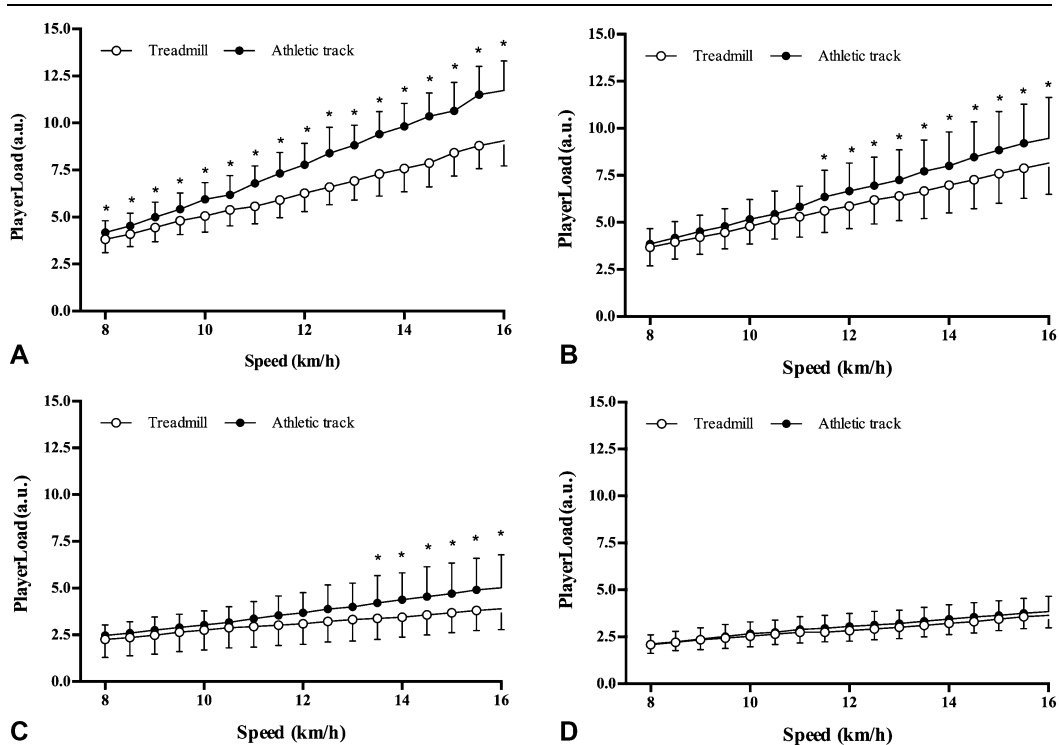 15.0
Treadmill Athletic track
* * * * * * * * * * * * * * * * *
12.5
10.0
7.5
5.0
2.5
0.0
PlayerLoad (a.u.)
8 10 12 14 16
A
Speed (km/h)
15.0
Treadmill Athletic track
* * * * * * * * * *
12.5
10.0
7.5
5.0
2.5
0.0
PlayerLoad (a.u.)
8 10 12 14 16
B
Speed (km/h)
15.0
Treadmill Athletic track
12.5
10.0
7.5
* * * * * *
5.0
2.5
0.0
PlayerLoad (a.u.)
8 10 12 14 16
C
Speed (km/h)
15.0
Treadmill Athletic track
12.5
10.0
7.5
5.0
2.5
0.0
PlayerLoad (a.u.)
8 10 12 14 16
D
Speed (km/h)